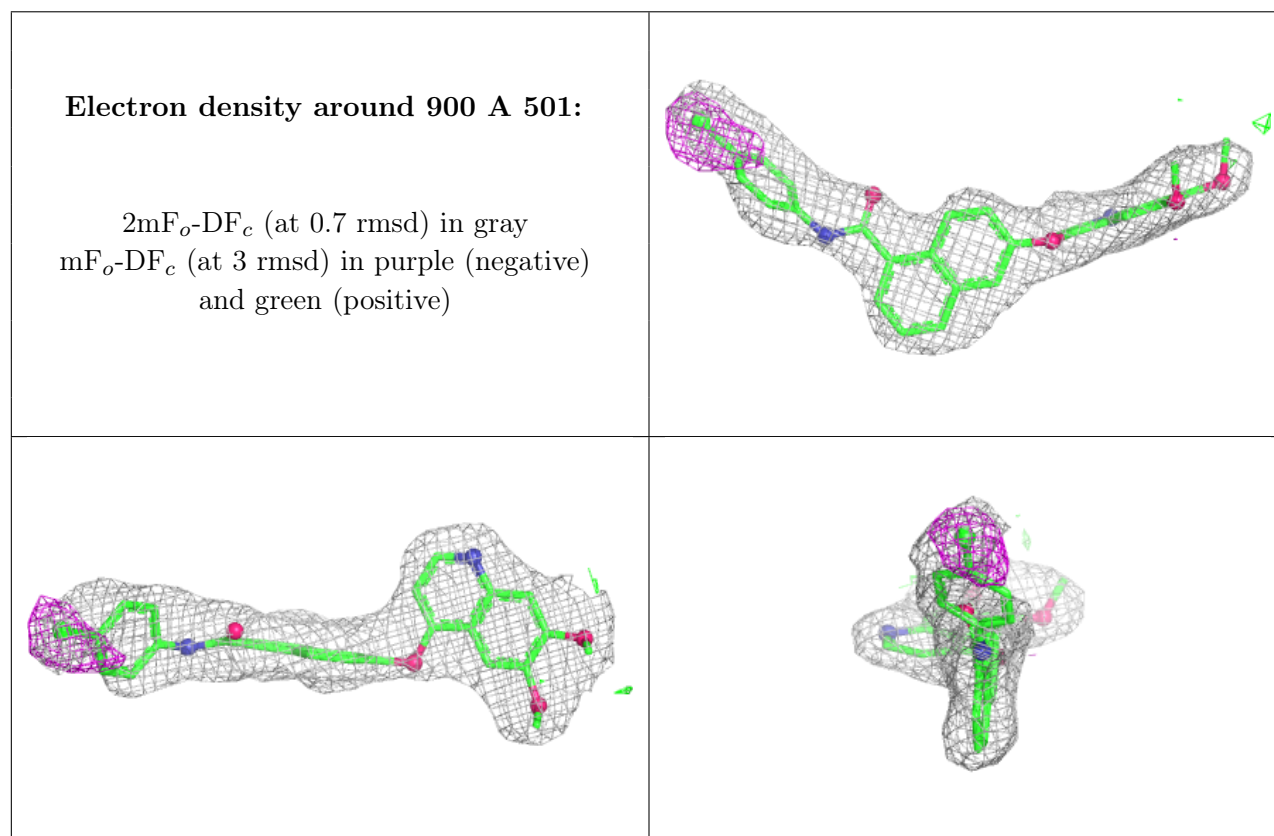 Electron density around 900 A 501:
2mFo-DFc (at 0.7 rmsd) in gray
mFo-DFc (at 3 rmsd) in purple (negative)
and green (positive)